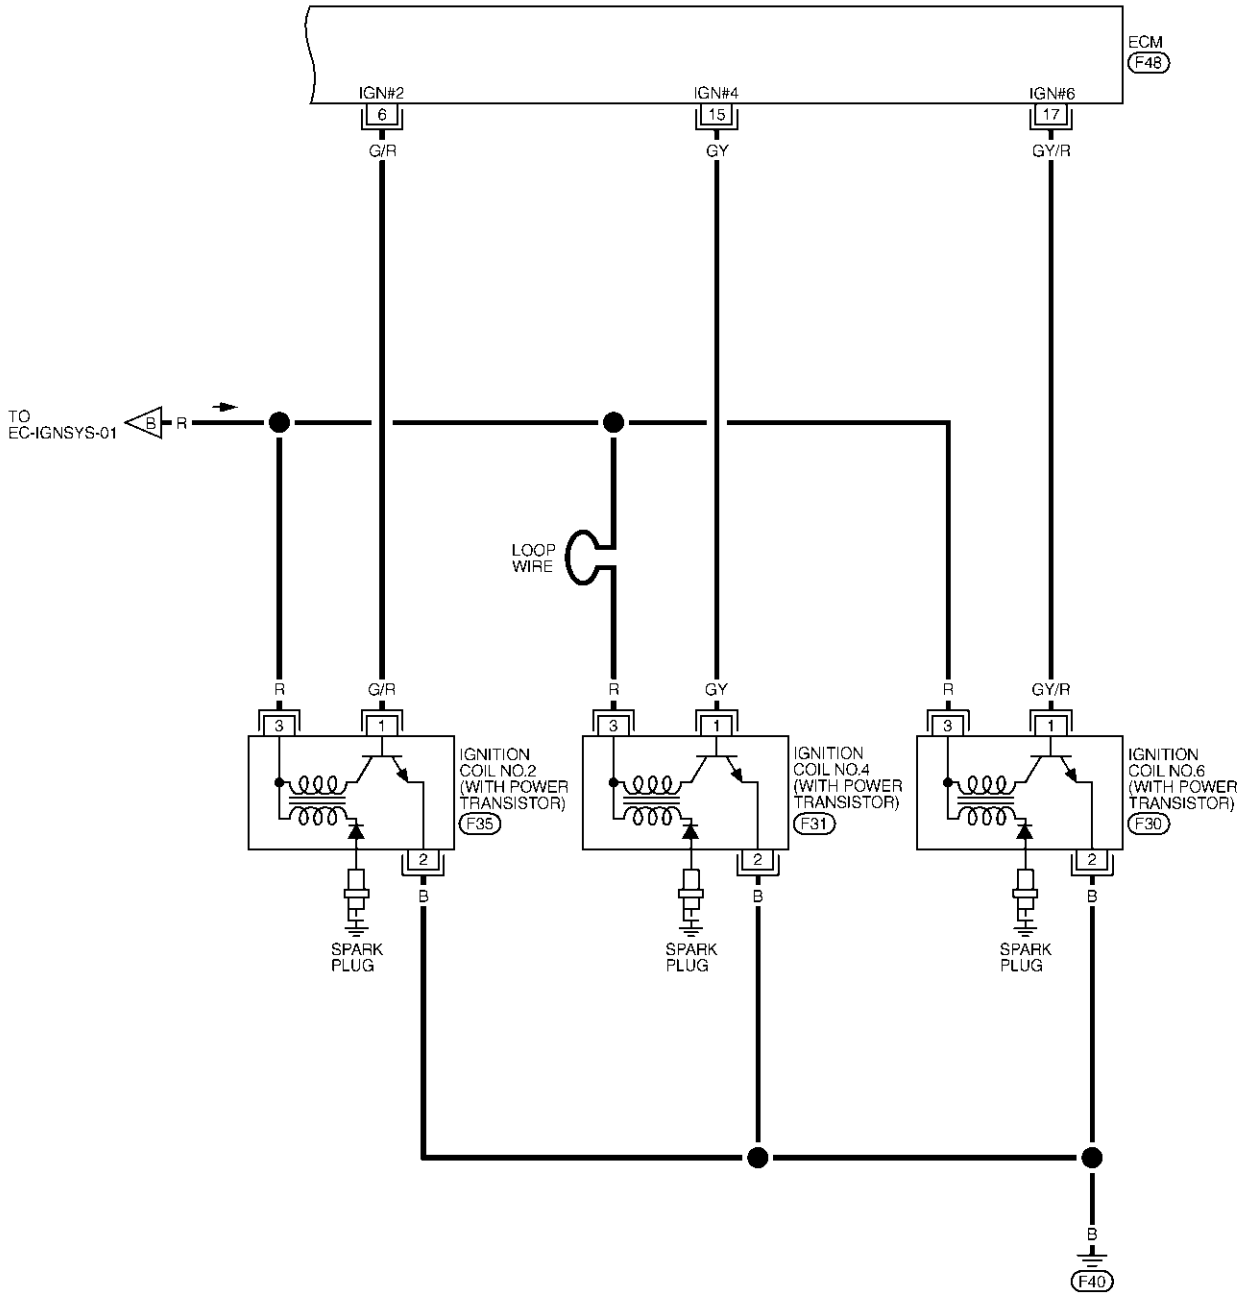 ECM
F48
IGN#2
IGN#4
IGN#6
6
15
17
G/R
GY
GY/R
TO
EC-IGNSYS-01
B
R
LOOP
WIRE
R
G/R
R
GY
R
GY/R
3
1
3
1
3
1
IGNITION
COIL NO.2
(WITH POWER
TRANSISTOR)
F35
IGNITION
COIL NO.4
(WITH POWER
TRANSISTOR)
F31
IGNITION
COIL NO.6
(WITH POWER
TRANSISTOR)
F30
2
2
2
B
B
B
SPARK
PLUG
SPARK
PLUG
SPARK
PLUG
B
F40